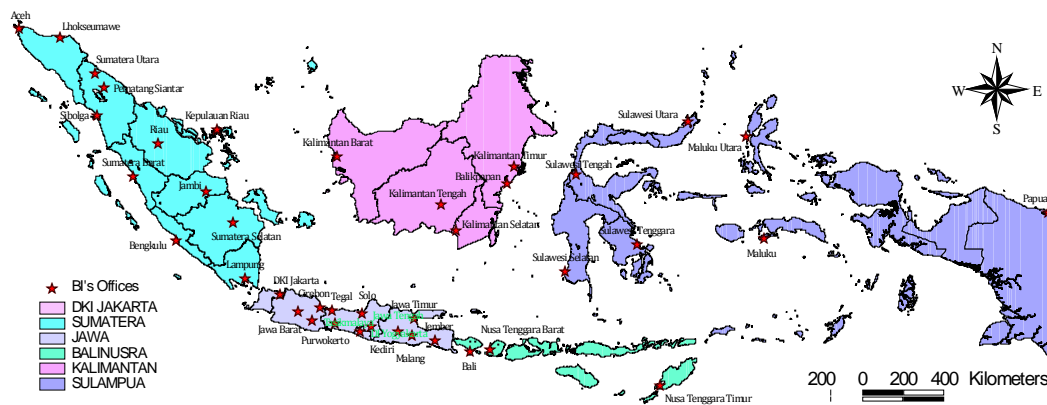 Aceh
Lhokseumawe
Sumatera Utara
Pematang Siantar
Sibolga
Kepulauan Riau
Riau
Sumatera Barat
Jambi
Sumatera Selatan
Bengkulu
Lampung
Kalimantan Barat
Kalimantan Timur
Balikpapan
Kalimantan Tengah
Kalimantan Selatan
Sulawesi Utara
Maluku Utara
Sulawesi Tengah
Sulawesi Tenggara
Sulawesi Selatan
Maluku
Papua
N
W E
S
DKI Jakarta
Cirebon
Tegal
Solo
Jawa Timur
Jawa Tengah
Jawa Barat
Purwokerto
Kediri
Malang
Jember
Bali
Nusa Tenggara Barat
Nusa Tenggara Timur
BI's Offices
DKI JAKARTA
SUMATERA
JAWA
BALINUSRA
KALIMANTAN
SULAMPUA
200 0 200 400 Kilometers